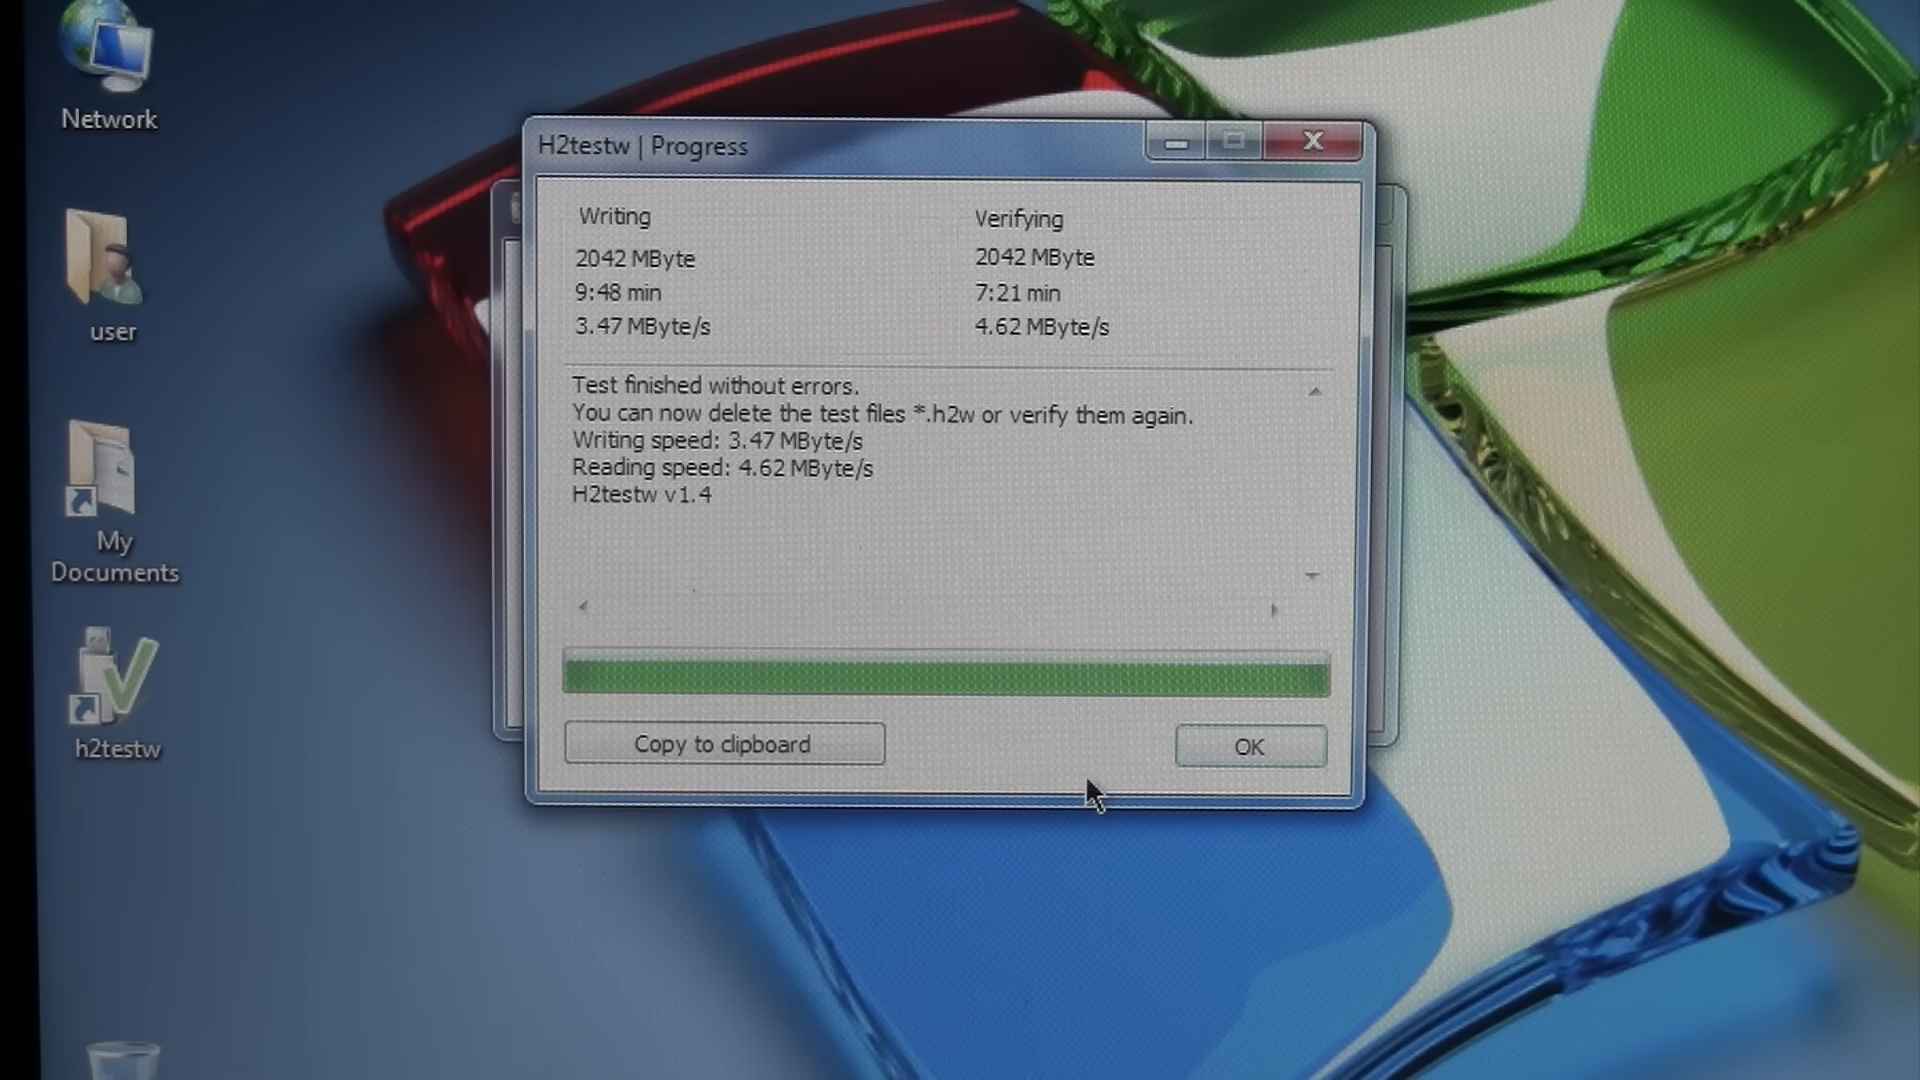 Network
user
My
Documents
h2testw
H2testw | Progress
Writing
2042 MByte
9:48 min
3.47 MByte/s
Verifying
2042 MByte
7:21 min
4.62 MByte/s
Test finished without errors.
You can now delete the test files *.h2w or verify them again.
Writing speed: 3.47 MByte/s
Reading speed: 4.62 MByte/s
H2testw v1.4
Copy to clipboard
OK